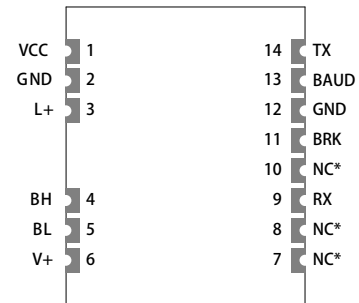 VCC 1 14 TX
GND 2 13 BAUD
L+ 3 12 GND
11 BRK
10 NC*
BH 4 9 RX
BL 5 8 NC*
V+ 6 7 NC*